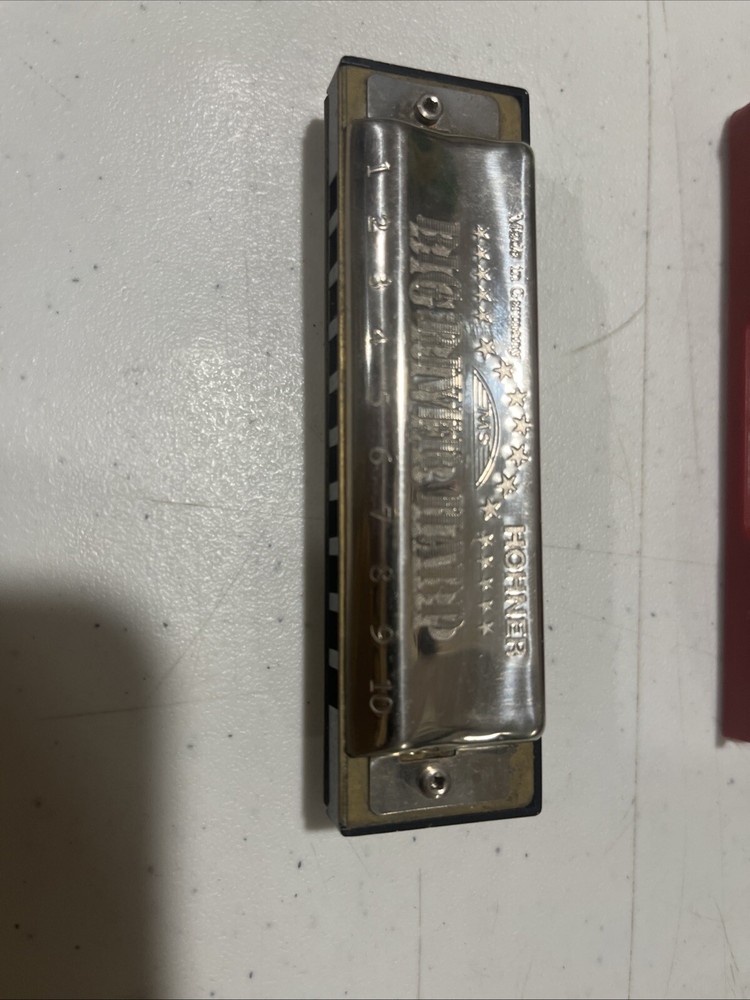 Made in Germany HOHNER
MS
BIG RIVER HARP
1 2 3 4 5 6 7 8 9 10